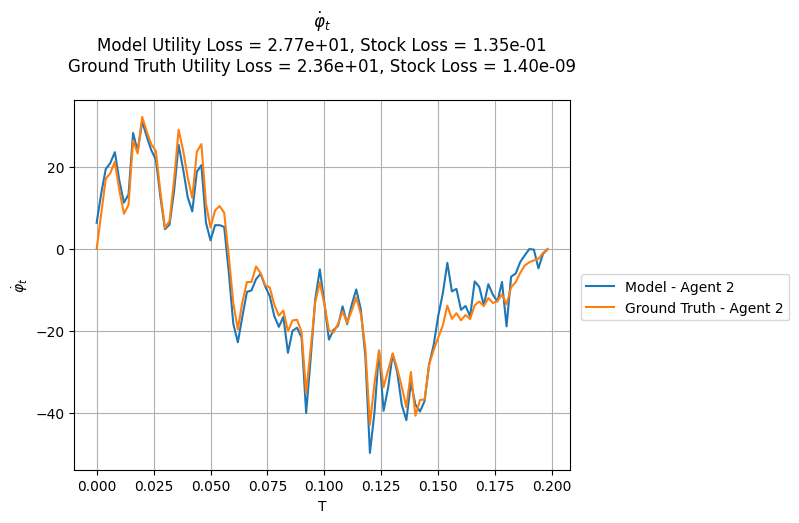 φ̇ₜ
Model Utility Loss = 2.77e+01, Stock Loss = 1.35e-01
Ground Truth Utility Loss = 2.36e+01, Stock Loss = 1.40e-09
20
0
−20
−40
φ̇ₜ
0.000 0.025 0.050 0.075 0.100 0.125 0.150 0.175 0.200
T
Model - Agent 2
Ground Truth - Agent 2